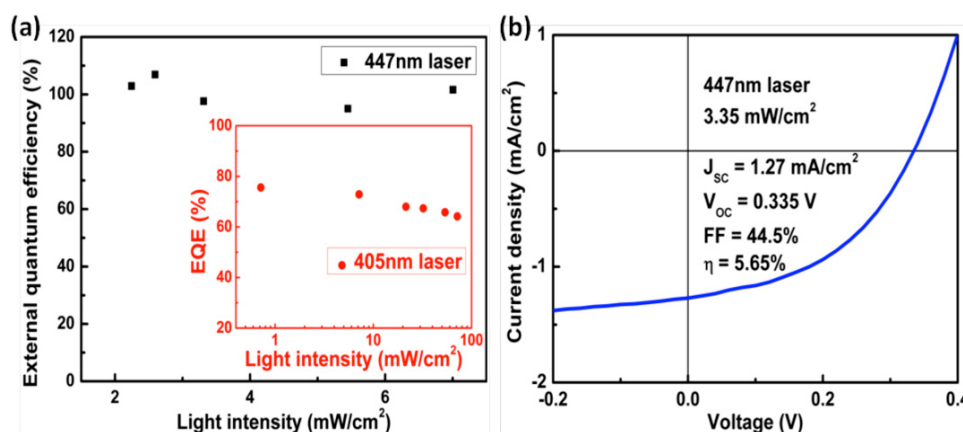 (a)
External quantum efficiency (%)
120
100
80
60
40
20
0
447nm laser
2
4
6
Light intensity (mW/cm²)
EQE (%)
100
80
60
40
20
405nm laser
1
10
100
Light intensity (mW/cm²)
(b)
Current density (mA/cm²)
1
0
-1
-2
447nm laser
3.35 mW/cm²
J_SC = 1.27 mA/cm²
V_OC = 0.335 V
FF = 44.5%
η = 5.65%
-0.2
0.0
0.2
0.4
Voltage (V)